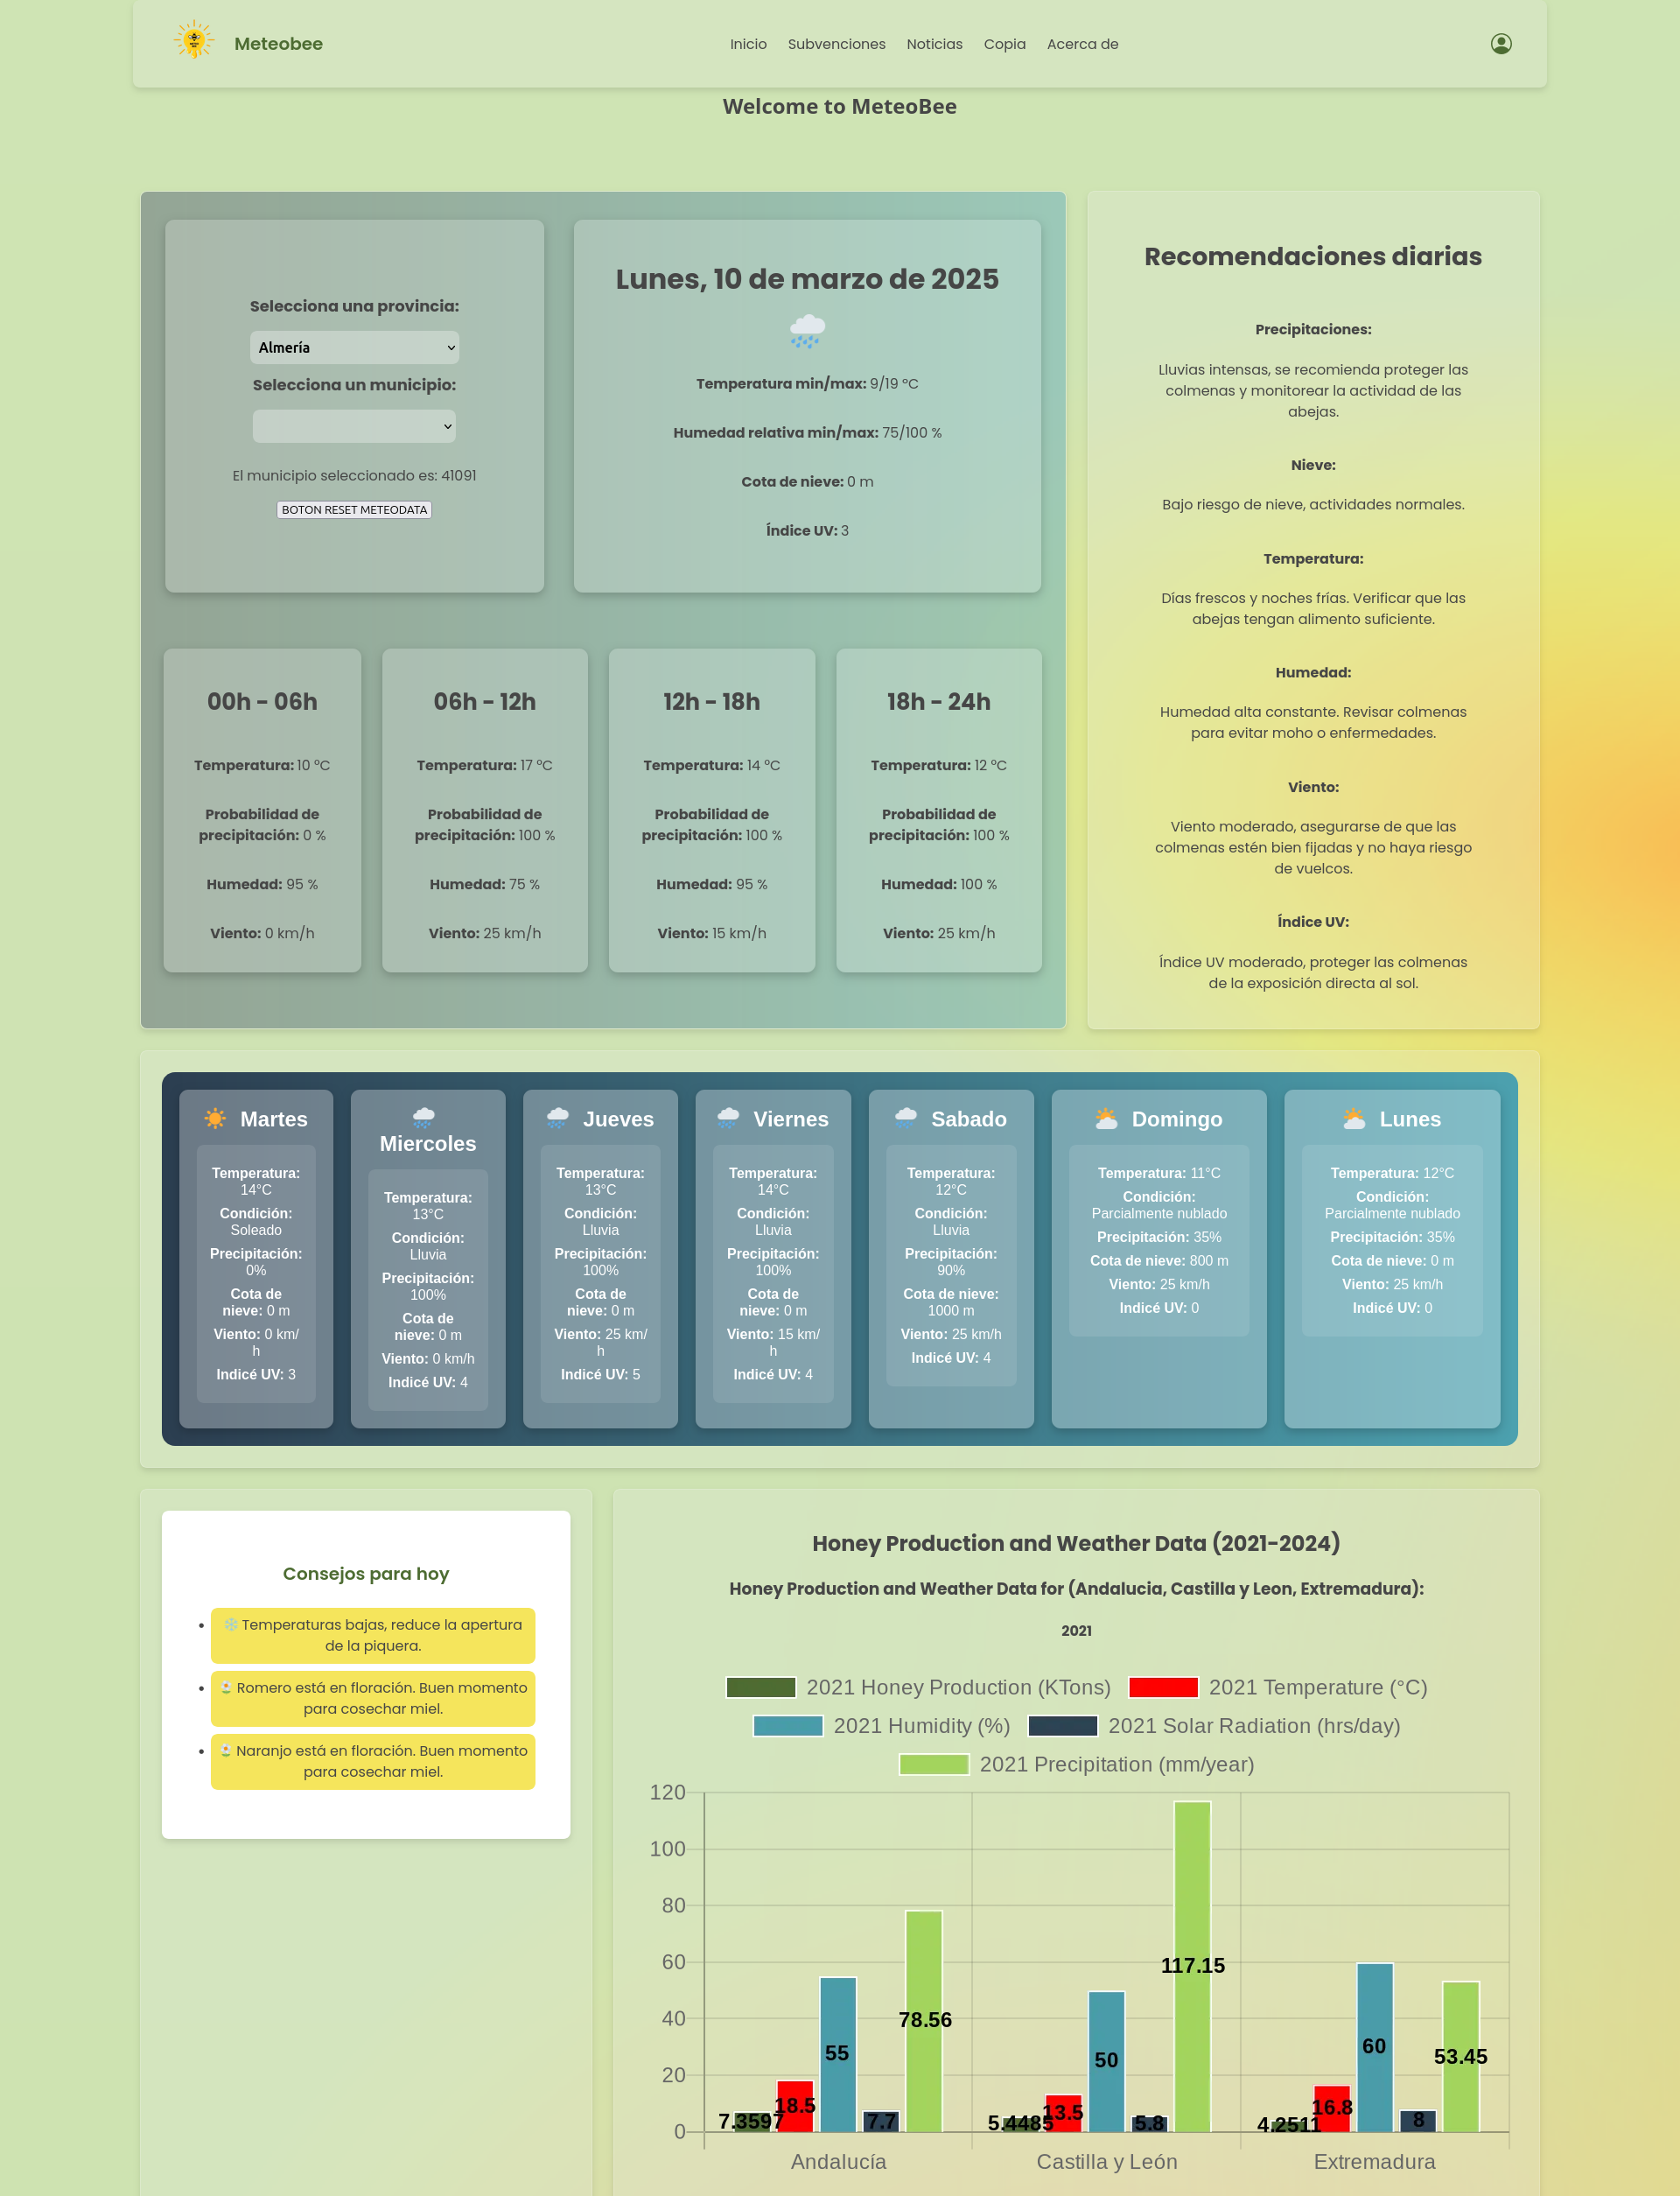 Meteobee
Inicio Subvenciones Noticias Copia Acerca de
Welcome to MeteoBee
Selecciona una provincia:
Almería
Selecciona un municipio:
El municipio seleccionado es: 41091
BOTON RESET METEODATA
Lunes, 10 de marzo de 2025
Temperatura min/max: 9/19 ºC
Humedad relativa min/max: 75/100 %
Cota de nieve: 0 m
Índice UV: 3
00h - 06h
Temperatura: 10 ºC
Probabilidad de
precipitación: 0 %
Humedad: 95 %
Viento: 0 km/h
06h - 12h
Temperatura: 17 ºC
Probabilidad de
precipitación: 100 %
Humedad: 75 %
Viento: 25 km/h
12h - 18h
Temperatura: 14 ºC
Probabilidad de
precipitación: 100 %
Humedad: 95 %
Viento: 15 km/h
18h - 24h
Temperatura: 12 ºC
Probabilidad de
precipitación: 100 %
Humedad: 100 %
Viento: 25 km/h
Recomendaciones diarias
Precipitaciones:
Lluvias intensas, se recomienda proteger las
colmenas y monitorear la actividad de las
abejas.
Nieve:
Bajo riesgo de nieve, actividades normales.
Temperatura:
Días frescos y noches frías. Verificar que las
abejas tengan alimento suficiente.
Humedad:
Humedad alta constante. Revisar colmenas
para evitar moho o enfermedades.
Viento:
Viento moderado, asegurarse de que las
colmenas estén bien fijadas y no haya riesgo
de vuelcos.
Índice UV:
Índice UV moderado, proteger las colmenas
de la exposición directa al sol.
Martes
Temperatura:
14°C
Condición:
Soleado
Precipitación:
0%
Cota de
nieve: 0 m
Viento: 0 km/
h
Indicé UV: 3
Miercoles
Temperatura:
13°C
Condición:
Lluvia
Precipitación:
100%
Cota de
nieve: 0 m
Viento: 0 km/h
Indicé UV: 4
Jueves
Temperatura:
13°C
Condición:
Lluvia
Precipitación:
100%
Cota de
nieve: 0 m
Viento: 25 km/
h
Indicé UV: 5
Viernes
Temperatura:
14°C
Condición:
Lluvia
Precipitación:
100%
Cota de
nieve: 0 m
Viento: 15 km/
h
Indicé UV: 4
Sabado
Temperatura:
12°C
Condición:
Lluvia
Precipitación:
90%
Cota de nieve:
1000 m
Viento: 25 km/h
Indicé UV: 4
Domingo
Temperatura: 11°C
Condición:
Parcialmente nublado
Precipitación: 35%
Cota de nieve: 800 m
Viento: 25 km/h
Indicé UV: 0
Lunes
Temperatura: 12°C
Condición:
Parcialmente nublado
Precipitación: 35%
Cota de nieve: 0 m
Viento: 25 km/h
Indicé UV: 0
Consejos para hoy
Temperaturas bajas, reduce la apertura
de la piquera.
Romero está en floración. Buen momento
para cosechar miel.
Naranjo está en floración. Buen momento
para cosechar miel.
Honey Production and Weather Data (2021-2024)
Honey Production and Weather Data for (Andalucia, Castilla y Leon, Extremadura):
2021
2021 Honey Production (KTons) 2021 Temperature (°C)
2021 Humidity (%) 2021 Solar Radiation (hrs/day)
2021 Precipitation (mm/year)
120
100
80
60
40
20
0
7.3597 18.5 55 7.7 78.56
5.4485 13.5 50 5.8 117.15
4.2511 16.8 60 8 53.45
Andalucía Castilla y León Extremadura